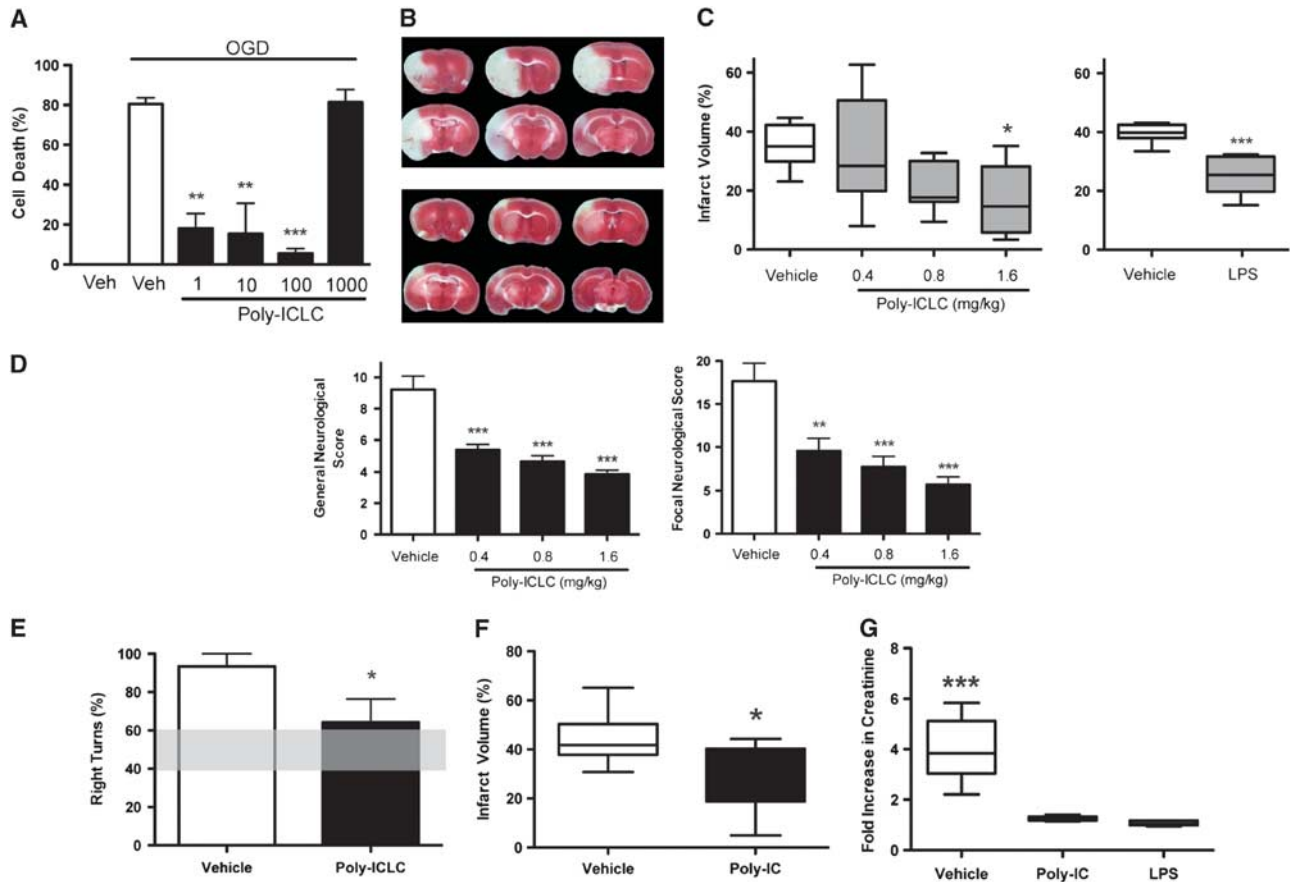 A
OGD
Cell Death (%)
100
80
60
40
20
0
**
**
***
Veh
Veh
1
10
100
1000
Poly-ICLC
B
C
Infarct Volume (%)
60
40
20
0
*
Vehicle
0.4
0.8
1.6
Poly-ICLC (mg/kg)
60
40
20
0
***
Vehicle
LPS
D
General Neurological
Score
10
8
6
4
2
0
***
***
***
Vehicle
0.4
0.8
1.6
Poly-ICLC (mg/kg)
Focal Neurological Score
20
15
10
5
0
**
***
***
Vehicle
0.4
0.8
1.6
Poly-ICLC (mg/kg)
E
Right Turns (%)
100
80
60
40
20
0
*
Vehicle
Poly-ICLC
F
Infarct Volume (%)
80
60
40
20
0
*
Vehicle
Poly-IC
G
Fold Increase in Creatinine
8
6
4
2
0
***
Vehicle
Poly-IC
LPS